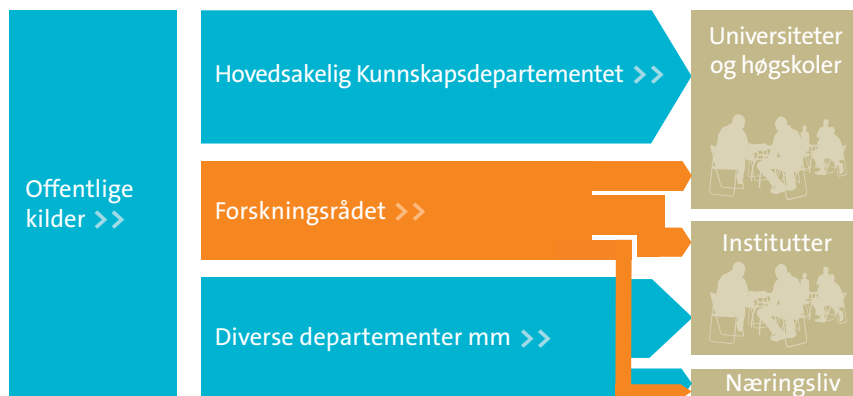 Offentlige
kilder >>
Hovedsakelig Kunnskapsdepartementet >>
Forskningsrådet >>
Diverse departementer mm >>
Universiteter
og høgskoler
Institutter
Næringsliv